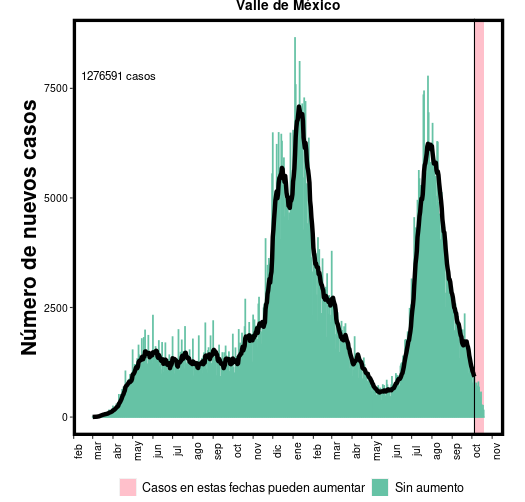 Valle de México
1276591 casos
Número de nuevos casos
7500
5000
2500
0
feb mar abr may jun jul ago sep oct nov dic ene feb mar abr may jun jul ago sep oct nov
Casos en estas fechas pueden aumentar Sin aumento